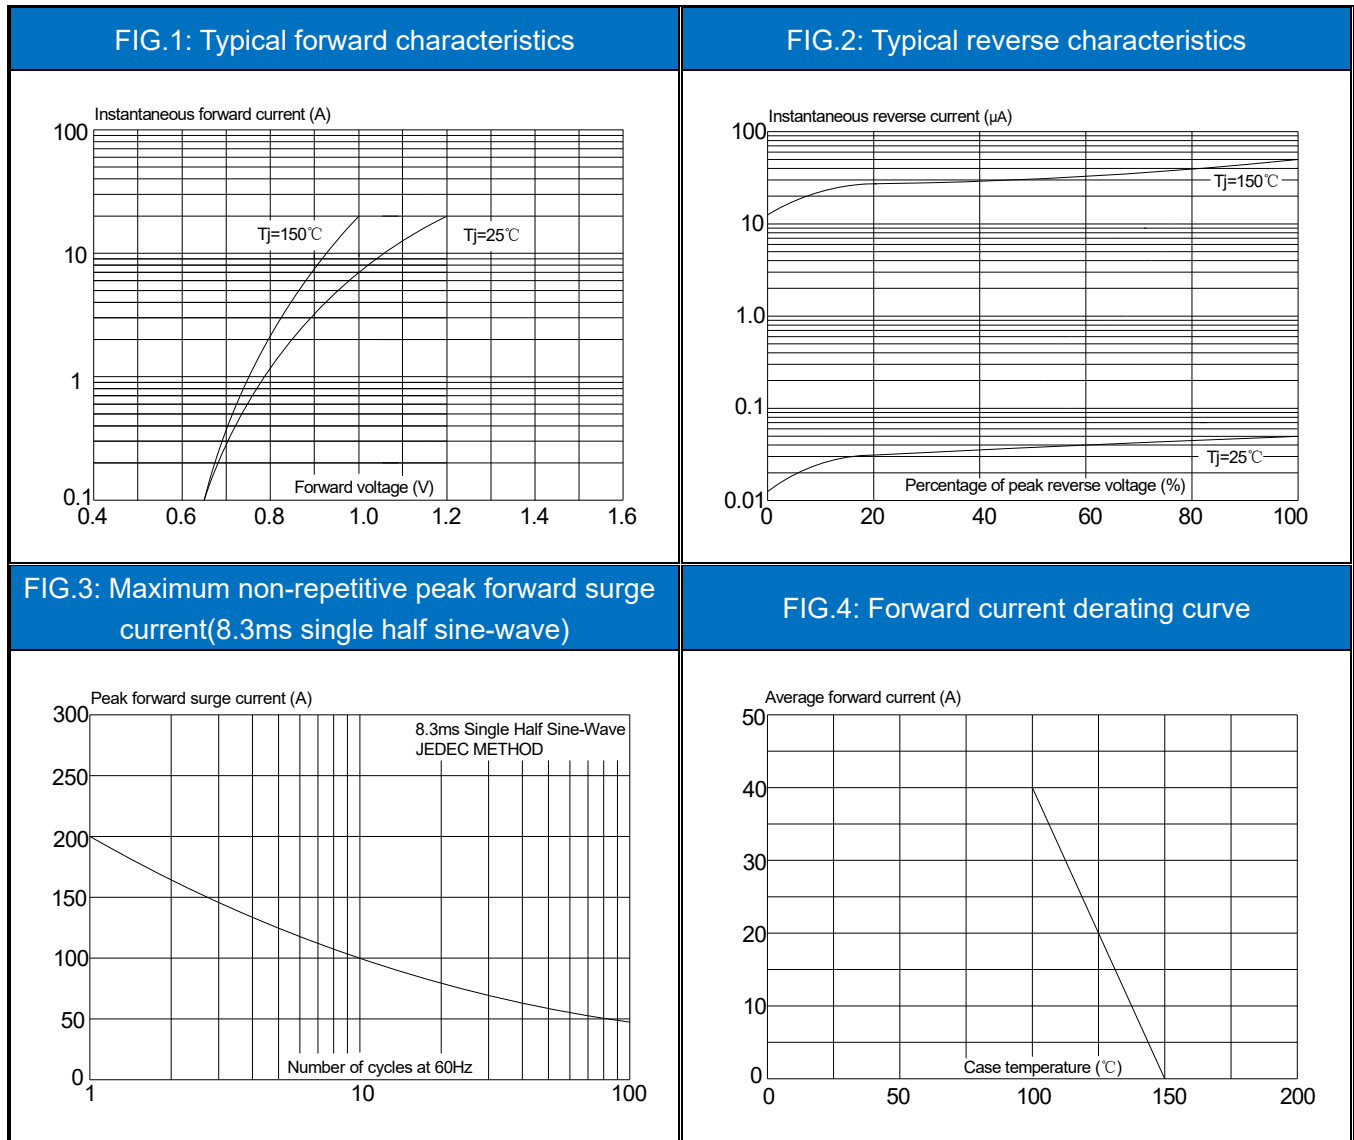 FIG.1: Typical forward characteristics
Instantaneous forward current (A)
100
10
1
0.1
Tj=150℃
Tj=25℃
Forward voltage (V)
0.4 0.6 0.8 1.0 1.2 1.4 1.6
FIG.2: Typical reverse characteristics
Instantaneous reverse current (μA)
100
10
1.0
0.1
0.01
Tj=150℃
Tj=25℃
Percentage of peak reverse voltage (%)
0 20 40 60 80 100
FIG.3: Maximum non-repetitive peak forward surge
current(8.3ms single half sine-wave)
Peak forward surge current (A)
300
250
200
150
100
50
0
8.3ms Single Half Sine-Wave
JEDEC METHOD
Number of cycles at 60Hz
1 10 100
FIG.4: Forward current derating curve
Average forward current (A)
50
40
30
20
10
0
Case temperature (℃)
0 50 100 150 200